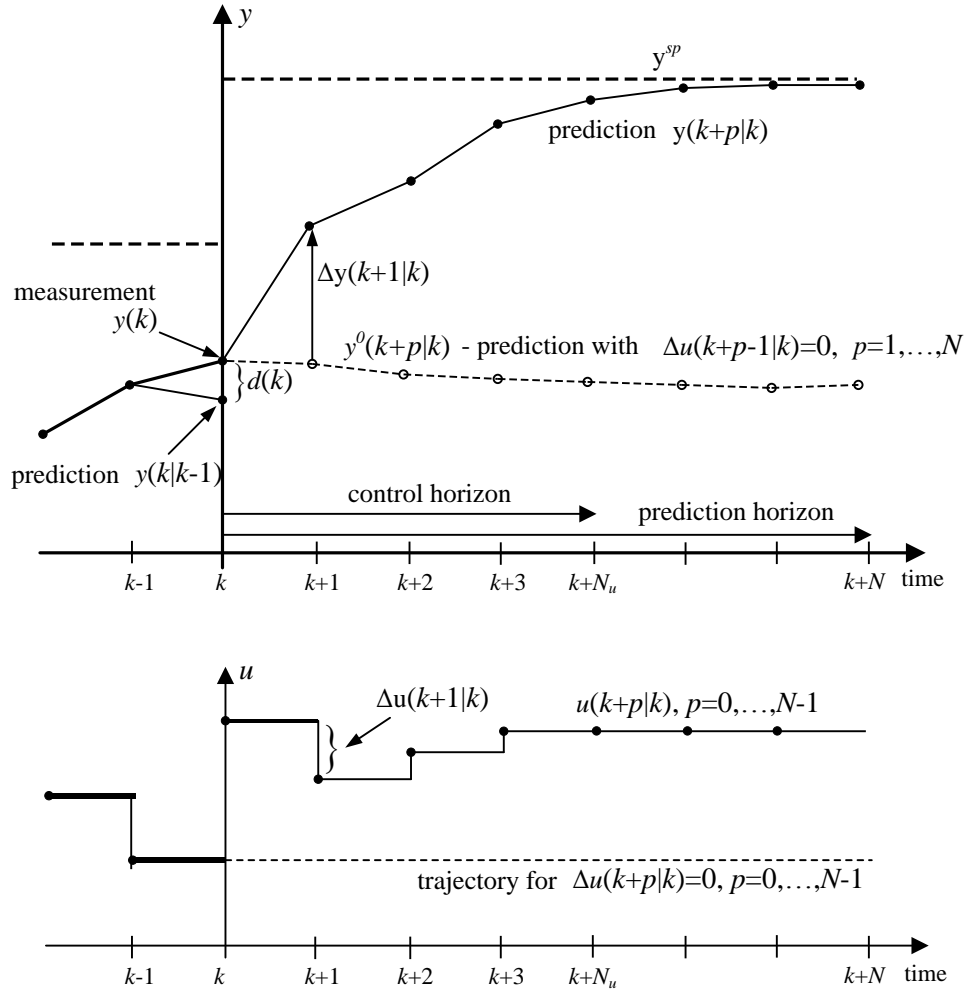 y
y^{sp}
prediction y(k+p|k)
Δy(k+1|k)
measurement
y(k)
y^0(k+p|k) - prediction with Δu(k+p-1|k)=0, p=1,…,N
} d(k)
prediction y(k|k-1)
control horizon
prediction horizon
k-1 k k+1 k+2 k+3 k+N_u k+N time
u
Δu(k+1|k)
u(k+p|k), p=0,…,N-1
}
trajectory for Δu(k+p|k)=0, p=0,…,N-1
k-1 k k+1 k+2 k+3 k+N_u k+N time